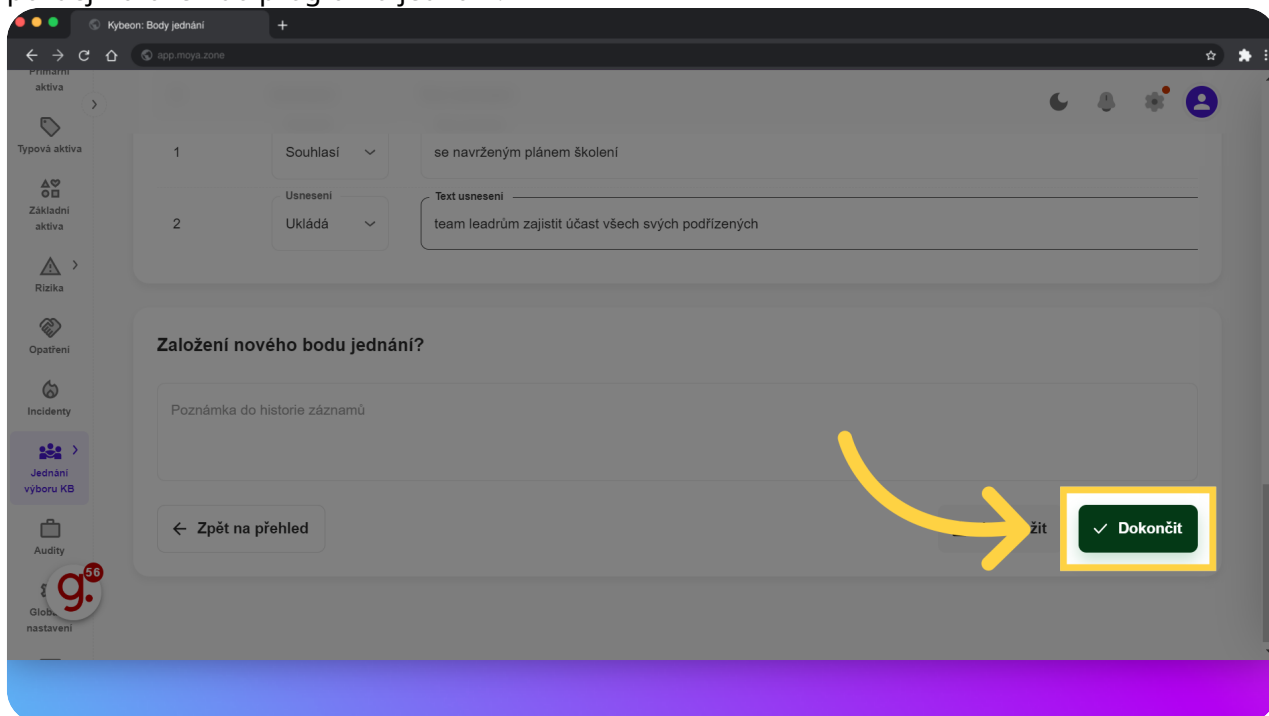 Kybeon: Body jednání
app.moya.zone
aktiva
Typová aktiva
Základní
aktiva
Rizika
Opatření
Incidenty
Jednání
výboru KB
Audity
nastavení
56
g.
1
Souhlasí
se navrženým plánem školení
Usnesení
Text usnesení
2
Ukládá
team leadrům zajistit účast všech svých podřízených
Založení nového bodu jednání?
Poznámka do historie záznamů
Zpět na přehled
Dokončit